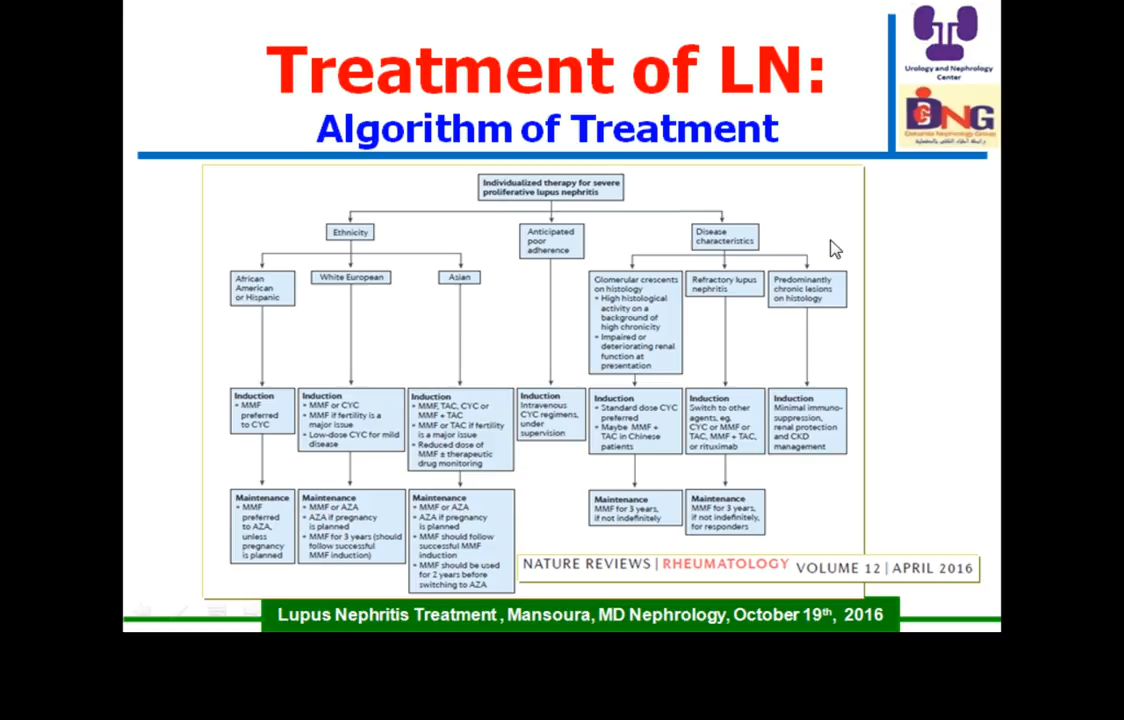 Treatment of LN:
Algorithm of Treatment
Urology and Nephrology
Center
Individualized therapy for severe
proliferative lupus nephritis
Ethnicity
Anticipated
poor
adherence
Disease
characteristics
African
American
or Hispanic
White European
Asian
Glomerular crescents
on histology
• High histological
activity on a
background of
high chronicity
• Impaired or
deteriorating renal
function at
presentation
Refractory lupus
nephritis
Predominantly
chronic lesions
on histology
Induction
• MMF
preferred
to CYC
Induction
• MMF or CYC
• MMF if fertility is a
major issue
• Low-dose CYC for mild
disease
Induction
• MMF, TAC, CYC or
MMF + TAC
• MMF or TAC if fertility
is a major issue
• Reduced dose of
MMF ± therapeutic
drug monitoring
Induction
Intravenous
CYC regimens,
under
supervision
Induction
• Standard dose CYC
preferred
• Maybe MMF +
TAC in Chinese
patients
Induction
Switch to other
agents, eg.
CYC or MMF or
TAC, MMF + TAC,
or rituximab
Induction
Minimal immuno-
suppression,
renal protection
and CKD
management
Maintenance
• MMF
preferred
to AZA,
unless
pregnancy
is planned
Maintenance
• MMF or AZA
• AZA if pregnancy
is planned
• MMF for 3 years (should
follow successful
MMF induction)
Maintenance
• MMF or AZA
• AZA if pregnancy
is planned
• MMF should follow
successful MMF
induction
• MMF should be used
for 2 years before
switching to AZA
Maintenance
MMF for 3 years,
if not indefinitely
Maintenance
MMF for 3 years,
if not indefinitely,
for responders
NATURE REVIEWS | RHEUMATOLOGY VOLUME 12 | APRIL 2016
Lupus Nephritis Treatment , Mansoura, MD Nephrology, October 19th, 2016